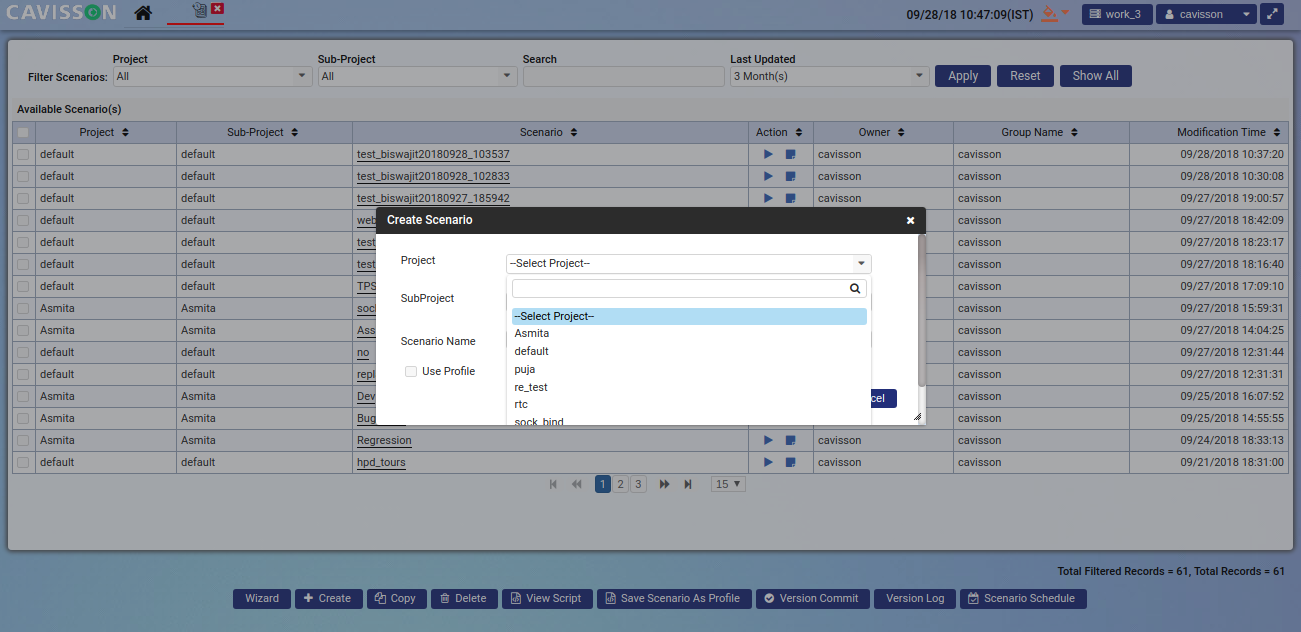 CAVISSON 09/28/18 10:47:09(IST) work_3 cavisson
Project Sub-Project Search Last Updated
Filter Scenarios: All All 3 Month(s) Apply Reset Show All
Available Scenario(s)
Project Sub-Project Scenario Action Owner Group Name Modification Time
default default test_biswajit20180928_103537 cavisson cavisson 09/28/2018 10:37:20
default default test_biswajit20180928_102833 cavisson cavisson 09/28/2018 10:30:08
default default test_biswajit20180927_185942 cavisson cavisson 09/27/2018 19:00:57
default default web 09/27/2018 18:42:09
default default test 09/27/2018 18:23:17
default default test 09/27/2018 18:16:40
default default TPS 09/27/2018 17:09:10
Asmita Asmita soc 09/27/2018 15:59:31
Asmita Asmita Ass 09/27/2018 14:04:25
default default no 09/27/2018 12:31:44
default default repl 09/27/2018 12:31:31
Asmita Asmita Dev 09/25/2018 16:07:52
Asmita Asmita Bug 09/25/2018 14:55:55
Asmita Asmita Regression cavisson cavisson 09/24/2018 18:33:13
default default hpd_tours cavisson cavisson 09/21/2018 18:31:00
Create Scenario
Project --Select Project--
SubProject
Scenario Name
Use Profile
--Select Project--
Asmita
default
puja
re_test
rtc
sock_bind
cel
1 2 3 15
Total Filtered Records = 61, Total Records = 61
Wizard Create Copy Delete View Script Save Scenario As Profile Version Commit Version Log Scenario Schedule